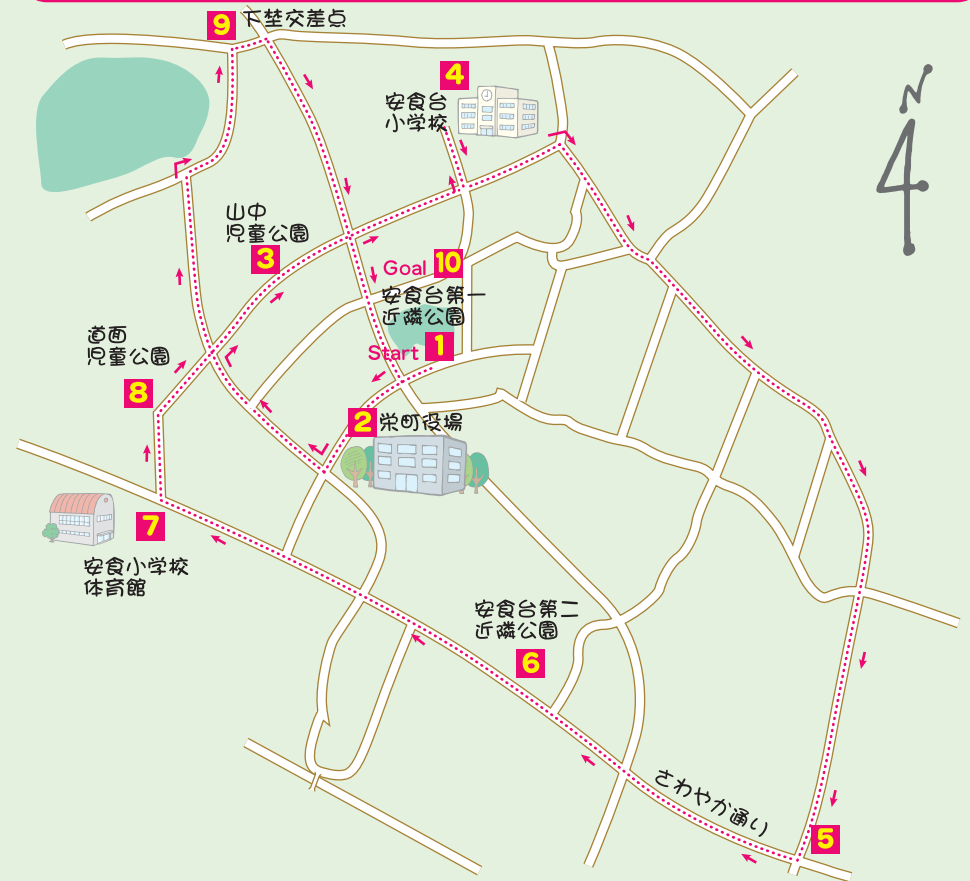 9
下埜交差点
4
安食台
小学校
N
山中
児童公園
3
Goal 10
安食台第一
近隣公園
Start 1
道面
児童公園
8
2 栄町役場
7
安食小学校
体育館
安食台第二
近隣公園
6
さわやか通り
5